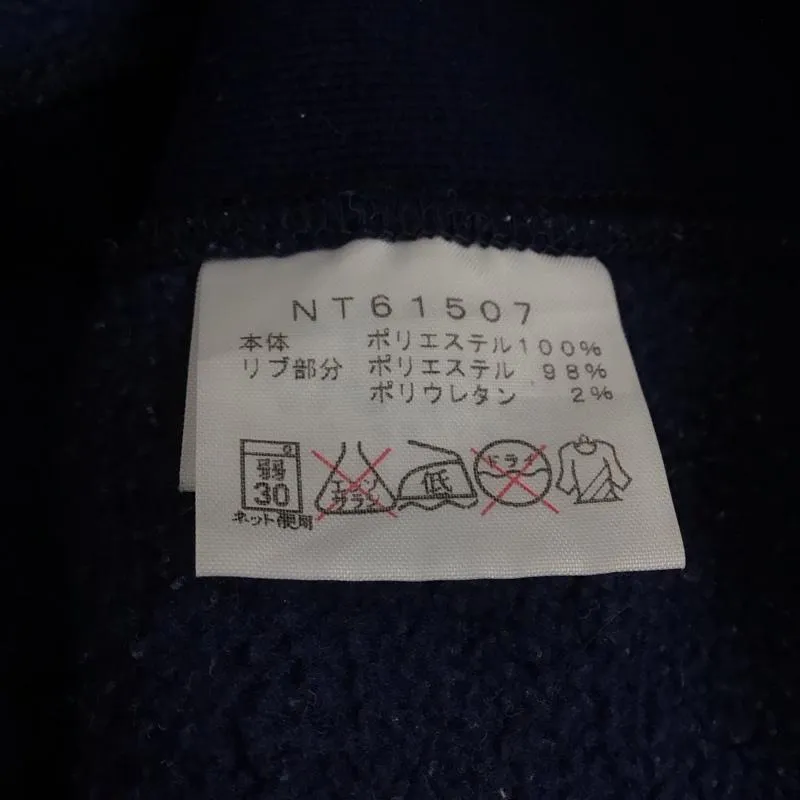 NT61507
本体 ポリエステル100%
リブ部分 ポリエステル 98%
ポリウレタン 2%
弱
30
ネット使用
エンソ
サラシ
低
ドライ